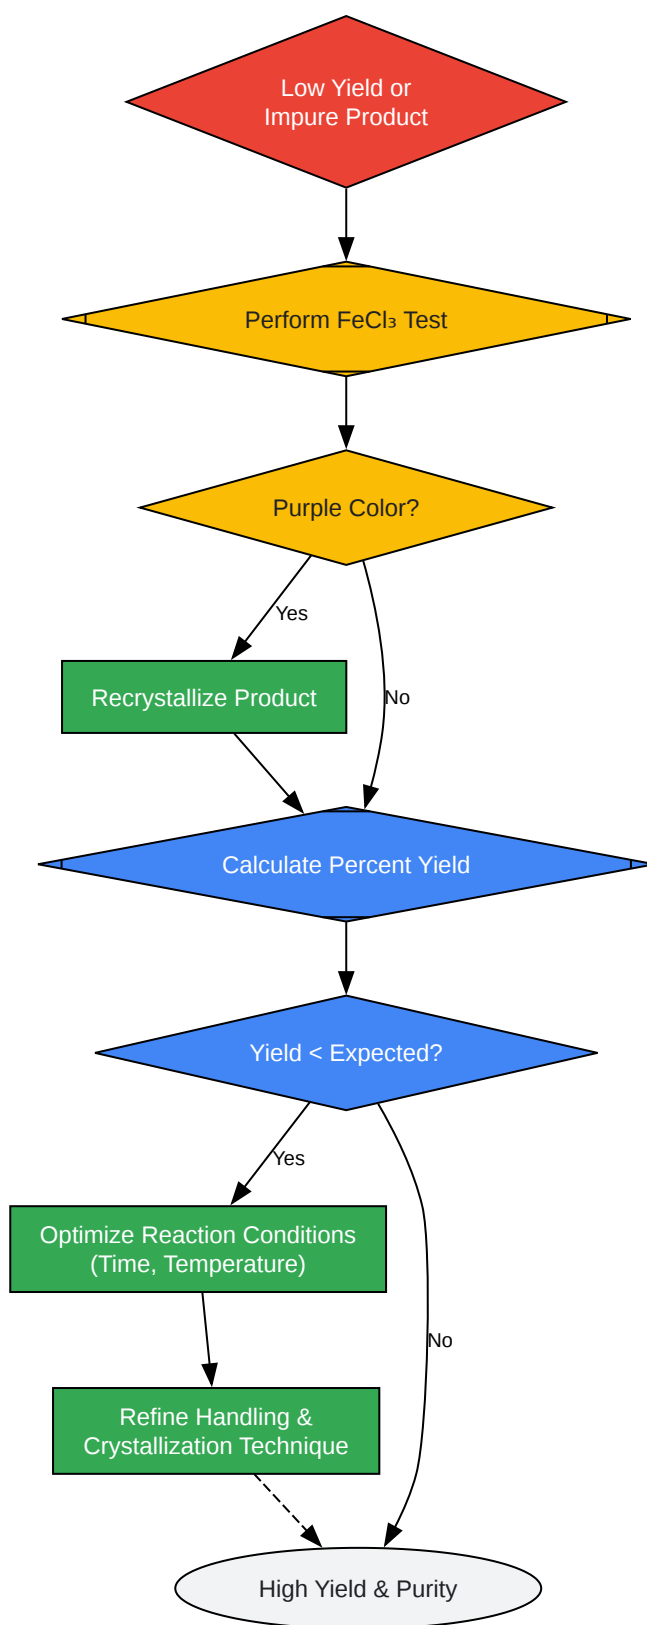 Low Yield or
Impure Product
Perform FeCl₃ Test
Purple Color?
Yes
Recrystallize Product
No
Calculate Percent Yield
Yield < Expected?
Yes
Optimize Reaction Conditions
(Time, Temperature)
No
Refine Handling &
Crystallization Technique
High Yield & Purity